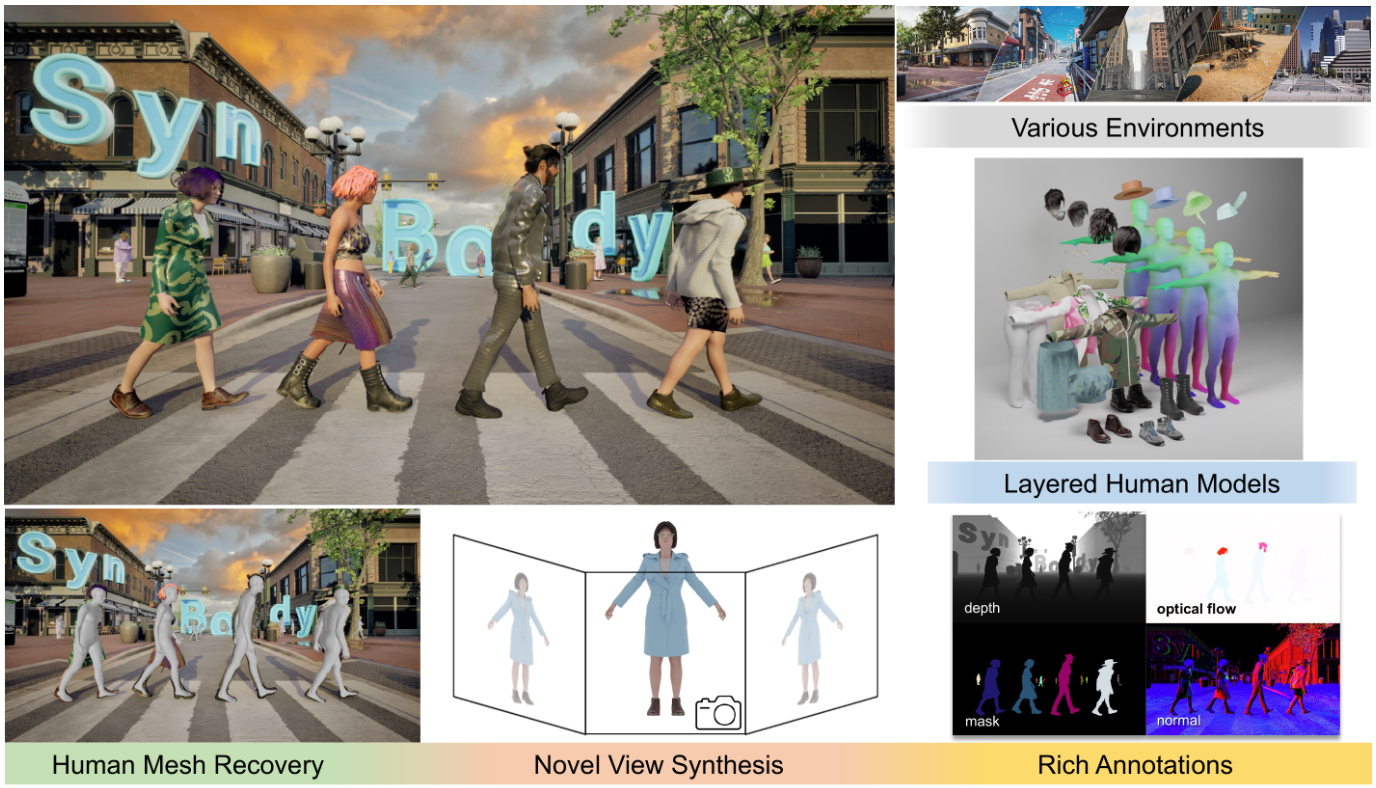 Syn
Body
Various Environments
Layered Human Models
Syn
Body
depth
optical flow
mask
normal
Human Mesh Recovery
Novel View Synthesis
Rich Annotations